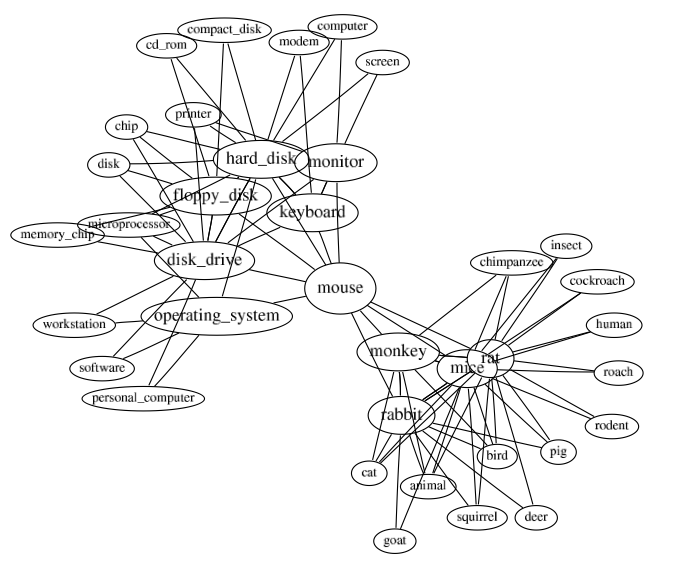 compact_disk
computer
modem
cd_rom
screen
printer
chip
hard_disk
monitor
disk
floppy_disk
keyboard
microprocessor
memory_chip
disk_drive
insect
chimpanzee
cockroach
mouse
operating_system
workstation
human
monkey
rat
mice
software
roach
personal_computer
rabbit
rodent
pig
bird
cat
animal
squirrel
deer
goat